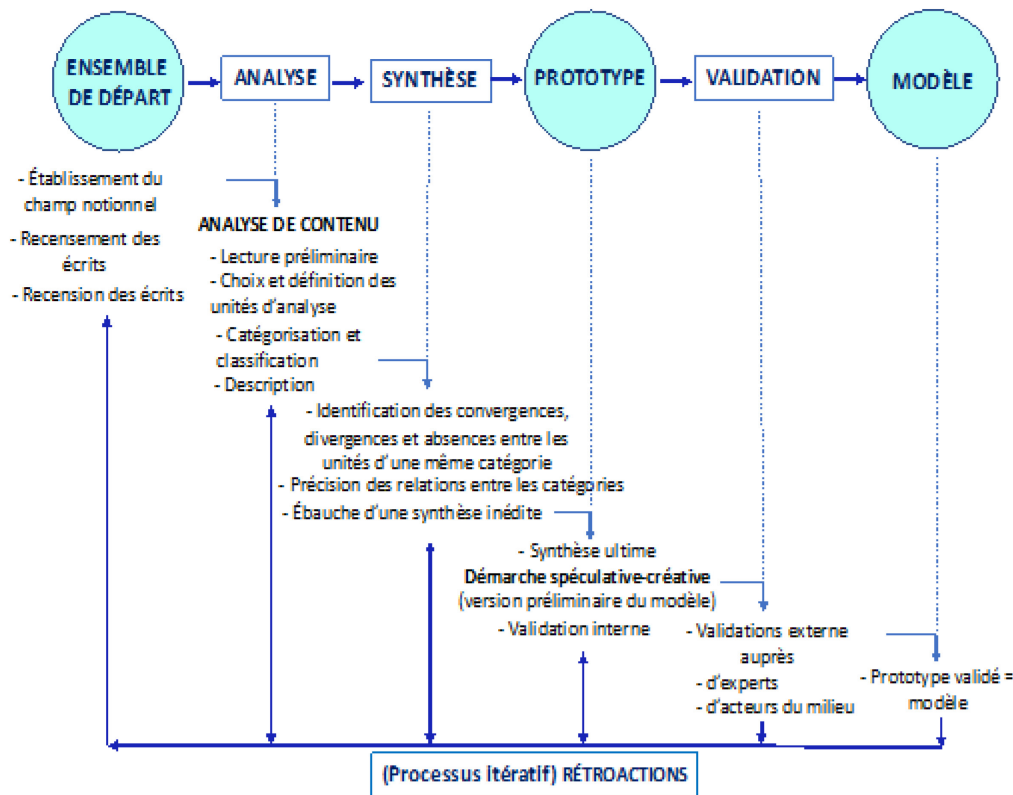 ENSEMBLE
DE DÉPART
ANALYSE
SYNTHÈSE
PROTOTYPE
VALIDATION
MODÈLE
- Établissement du
champ notionnel
- Recensement des
écrits
- Recension des écrits
ANALYSE DE CONTENU
- Lecture préliminaire
- Choix et définition des
unités d'analyse
- Catégorisation et
classification
- Description
- Identification des convergences,
divergences et absences entre les
unités d'une même catégorie
- Précision des relations entre les catégories
- Ébauche d'une synthèse inédite
- Synthèse ultime
Démarche spéculative-créative
(version préliminaire du modèle)
- Validation interne
- Validations externe
auprès
- d'experts
- d'acteurs du milieu
- Prototype validé =
modèle
(Processus itératif) RÉTROACTIONS